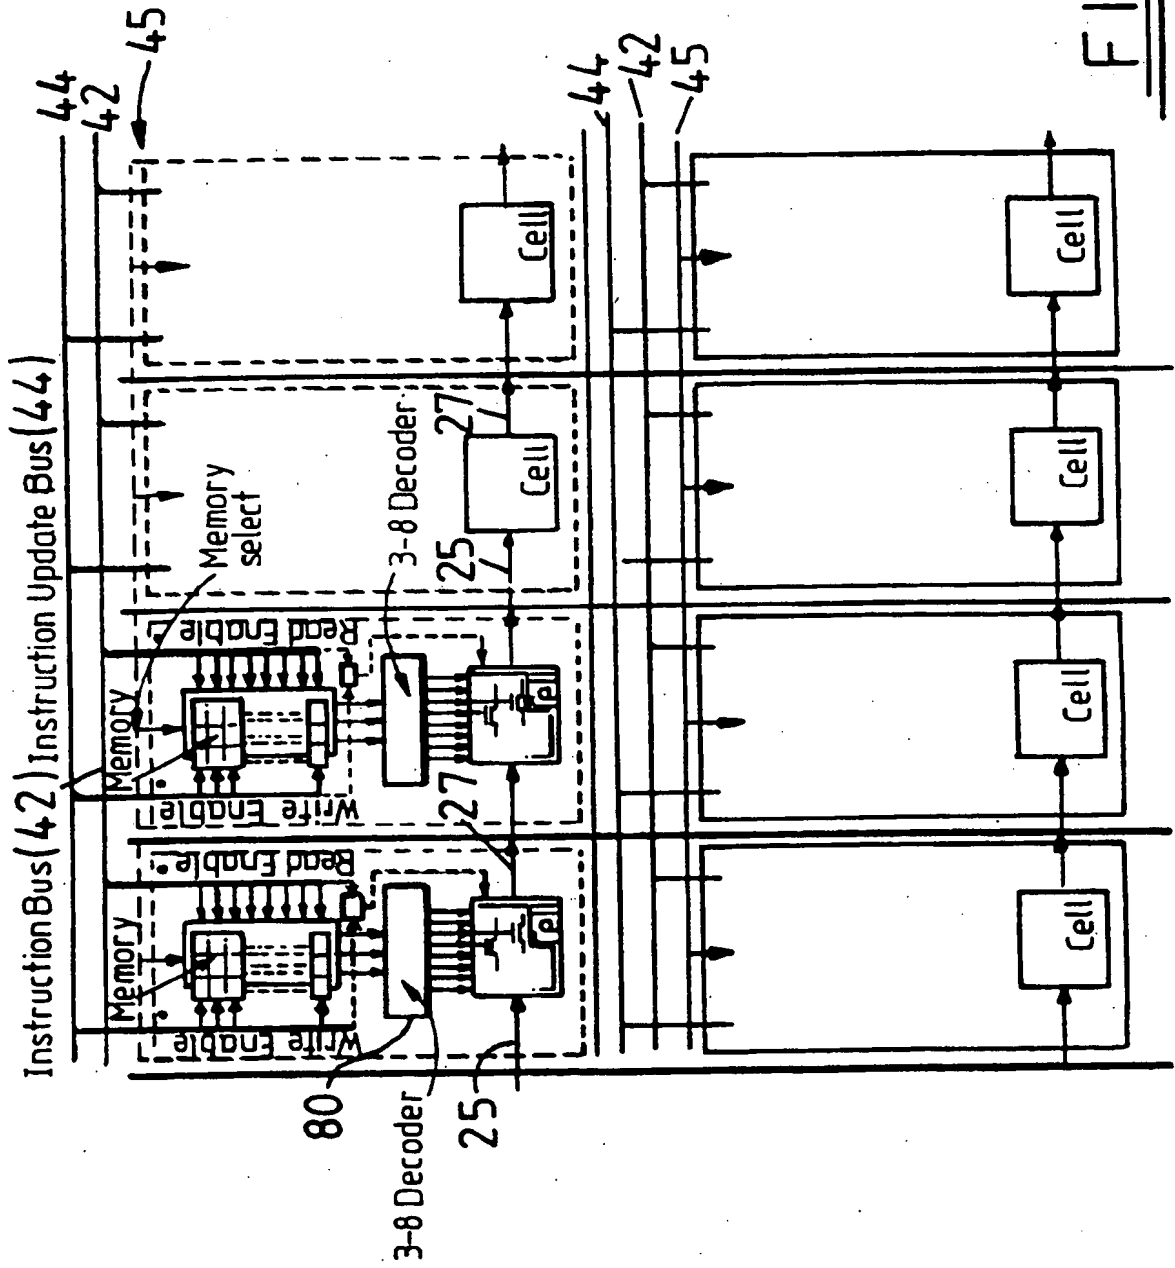 Instruction Bus(42) Instruction Update Bus(44)
44
42
45
Memory
Memory
Memory
select
Write Enable
Read Enable
Write Enable
Read Enable
80
3-8 Decoder
3-8 Decoder
25
27
25
27
Cell
Cell
44
42
45
Cell
Cell
Cell
Cell